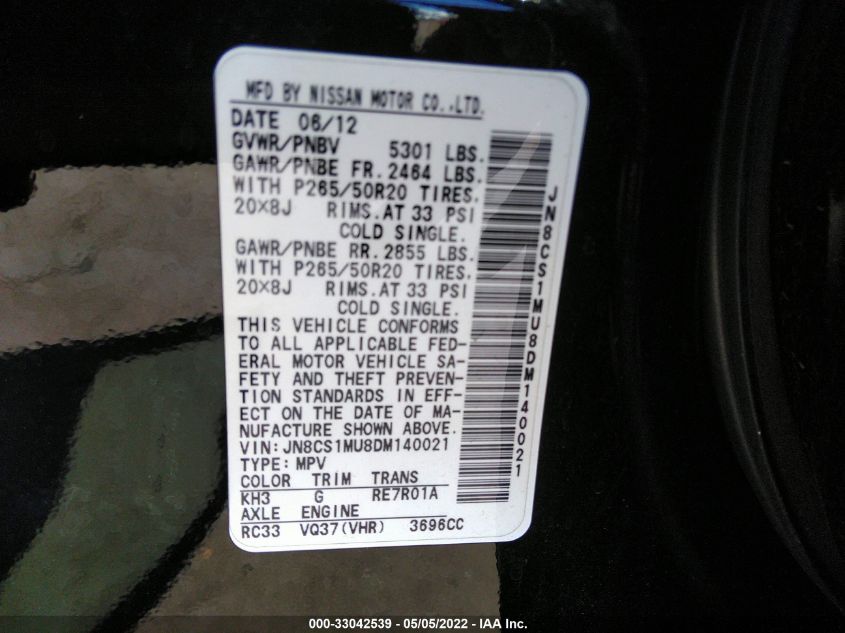 MFD BY NISSAN MOTOR CO.,LTD.
DATE 06/12
GVWR/PNBV 5301 LBS.
GAWR/PNBE FR. 2464 LBS.
WITH P265/50R20 TIRES.
20X8J RIMS.AT 33 PSI
COLD SINGLE.
GAWR/PNBE RR. 2855 LBS.
WITH P265/50R20 TIRES.
20X8J RIMS.AT 33 PSI
COLD SINGLE.
THIS VEHICLE CONFORMS
TO ALL APPLICABLE FED-
ERAL MOTOR VEHICLE SA-
FETY AND THEFT PREVEN-
TION STANDARDS IN EFF-
ECT ON THE DATE OF MA-
NUFACTURE SHOWN ABOVE.
VIN:JN8CS1MU8DM140021
TYPE:MPV
COLOR TRIM TRANS
KH3 G RE7R01A
AXLE ENGINE
RC33 VQ37(VHR) 3696CC
JN8CS1MU8DM140021
000-33042539 - 05/05/2022 - IAA Inc.